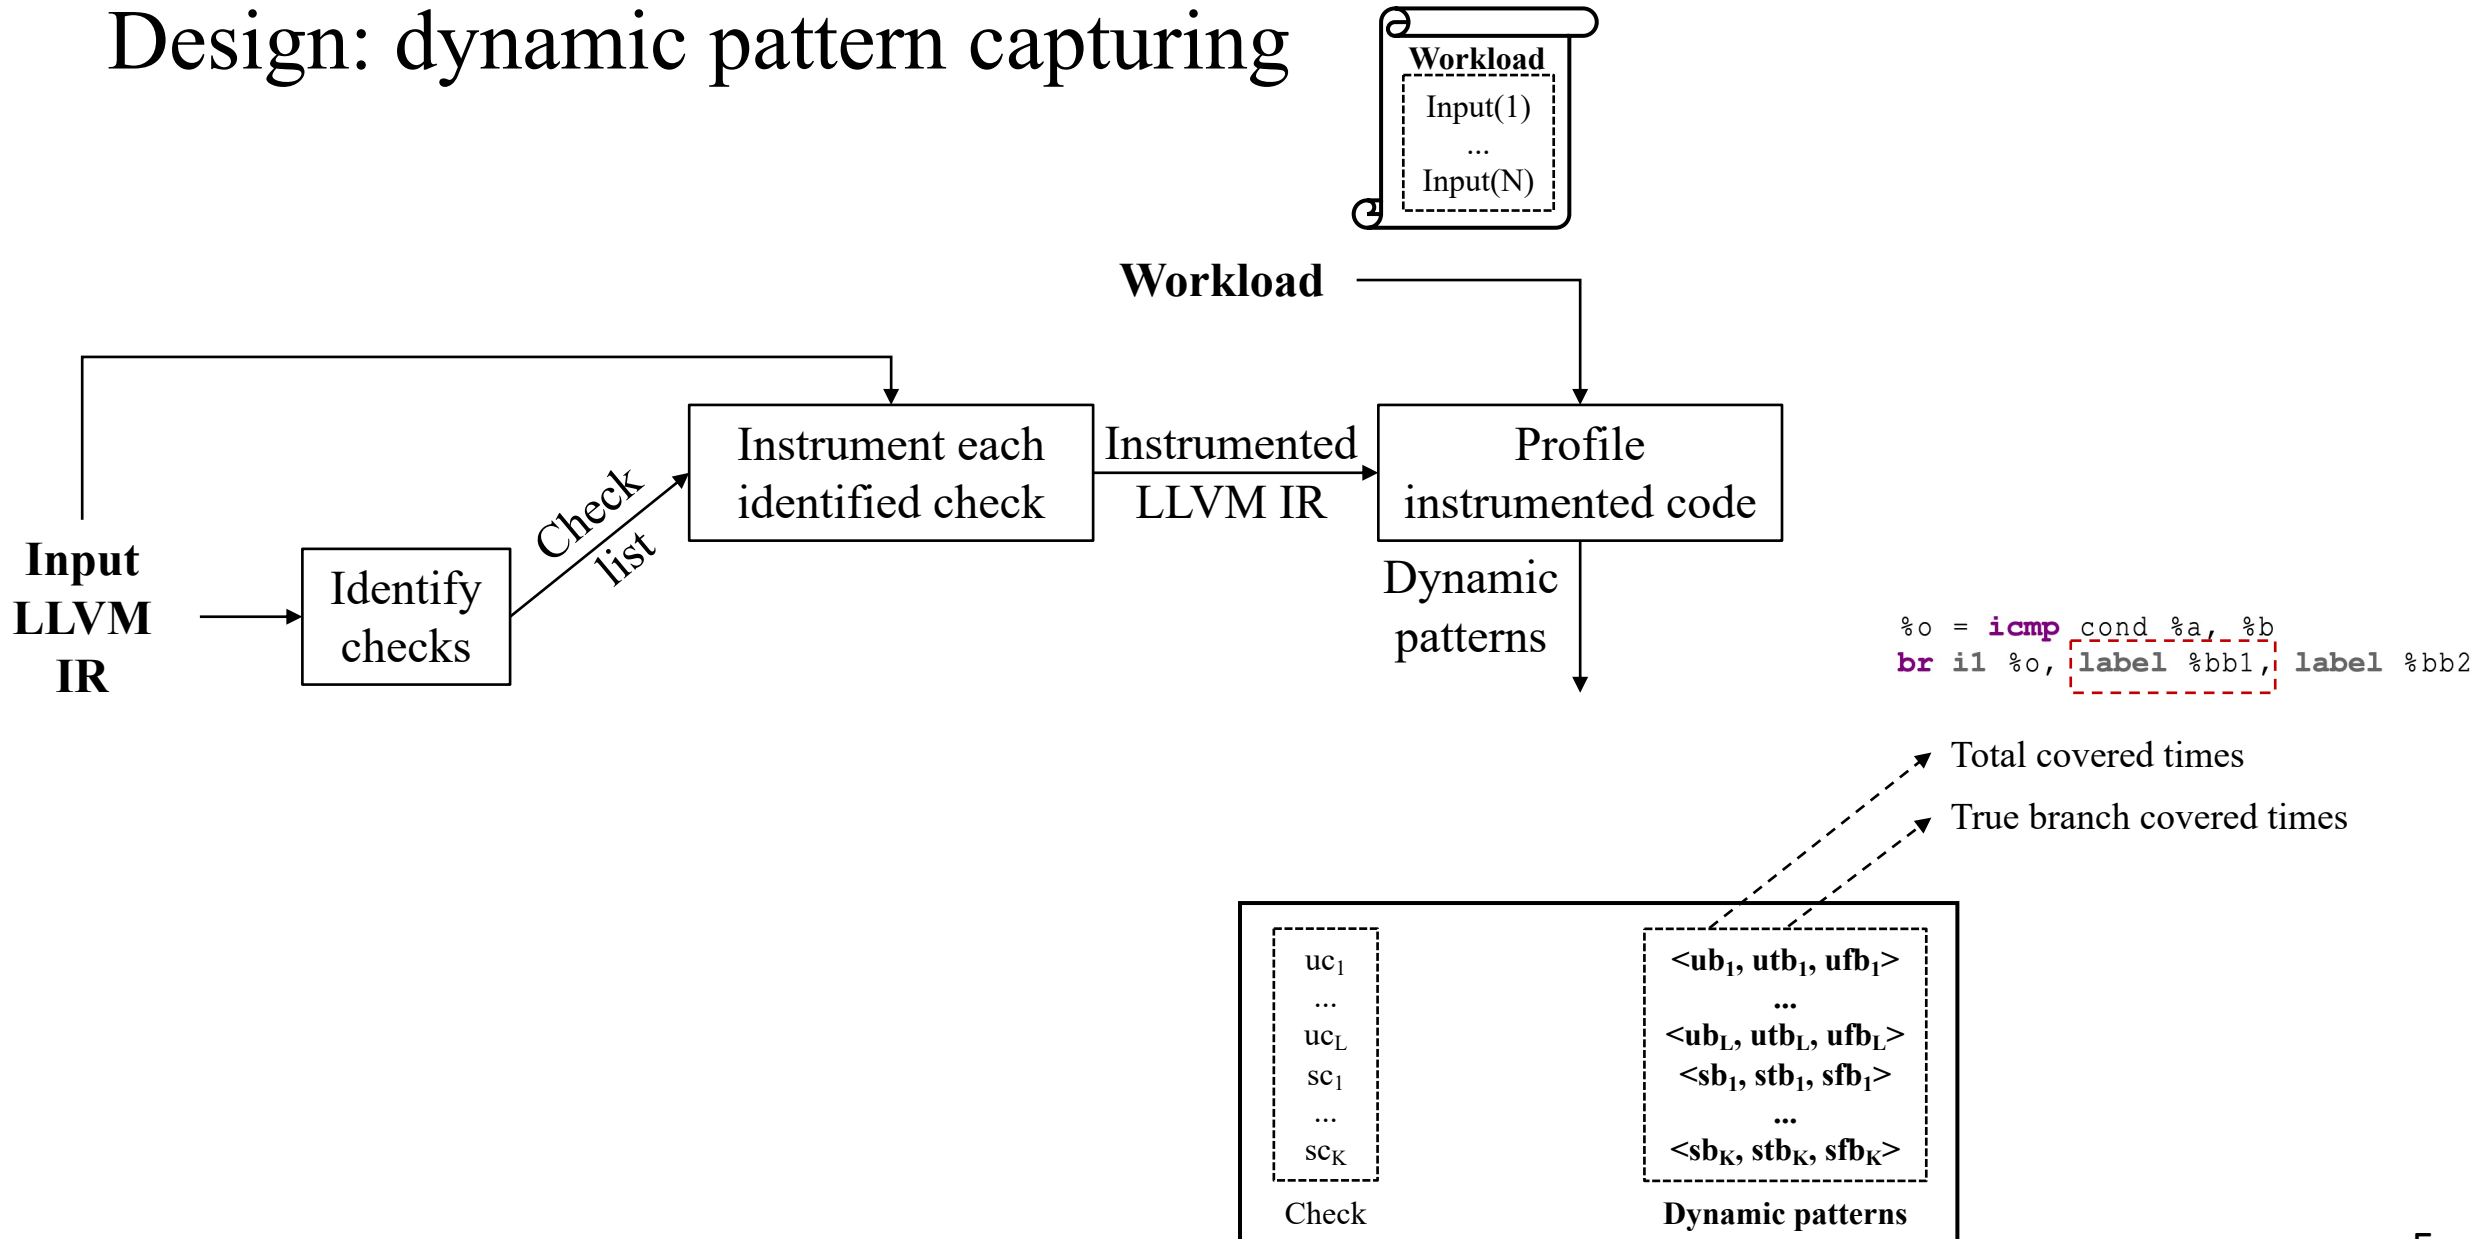 Design: dynamic pattern capturing
Workload
Input(1)
...
Input(N)
Workload
Instrument each
identified check
Instrumented
LLVM IR
Profile
instrumented code
Check
list
Input
LLVM
IR
Identify
checks
Dynamic
patterns
%o = icmp cond %a, %b
br i1 %o, label %bb1, label %bb2
Total covered times
True branch covered times
uc1
...
ucL
sc1
...
scK
Check
<ub1, utb1, ufb1>
...
<ubL, utbL, ufbL>
<sb1, stb1, sfb1>
...
<sbK, stbK, sfbK>
Dynamic patterns